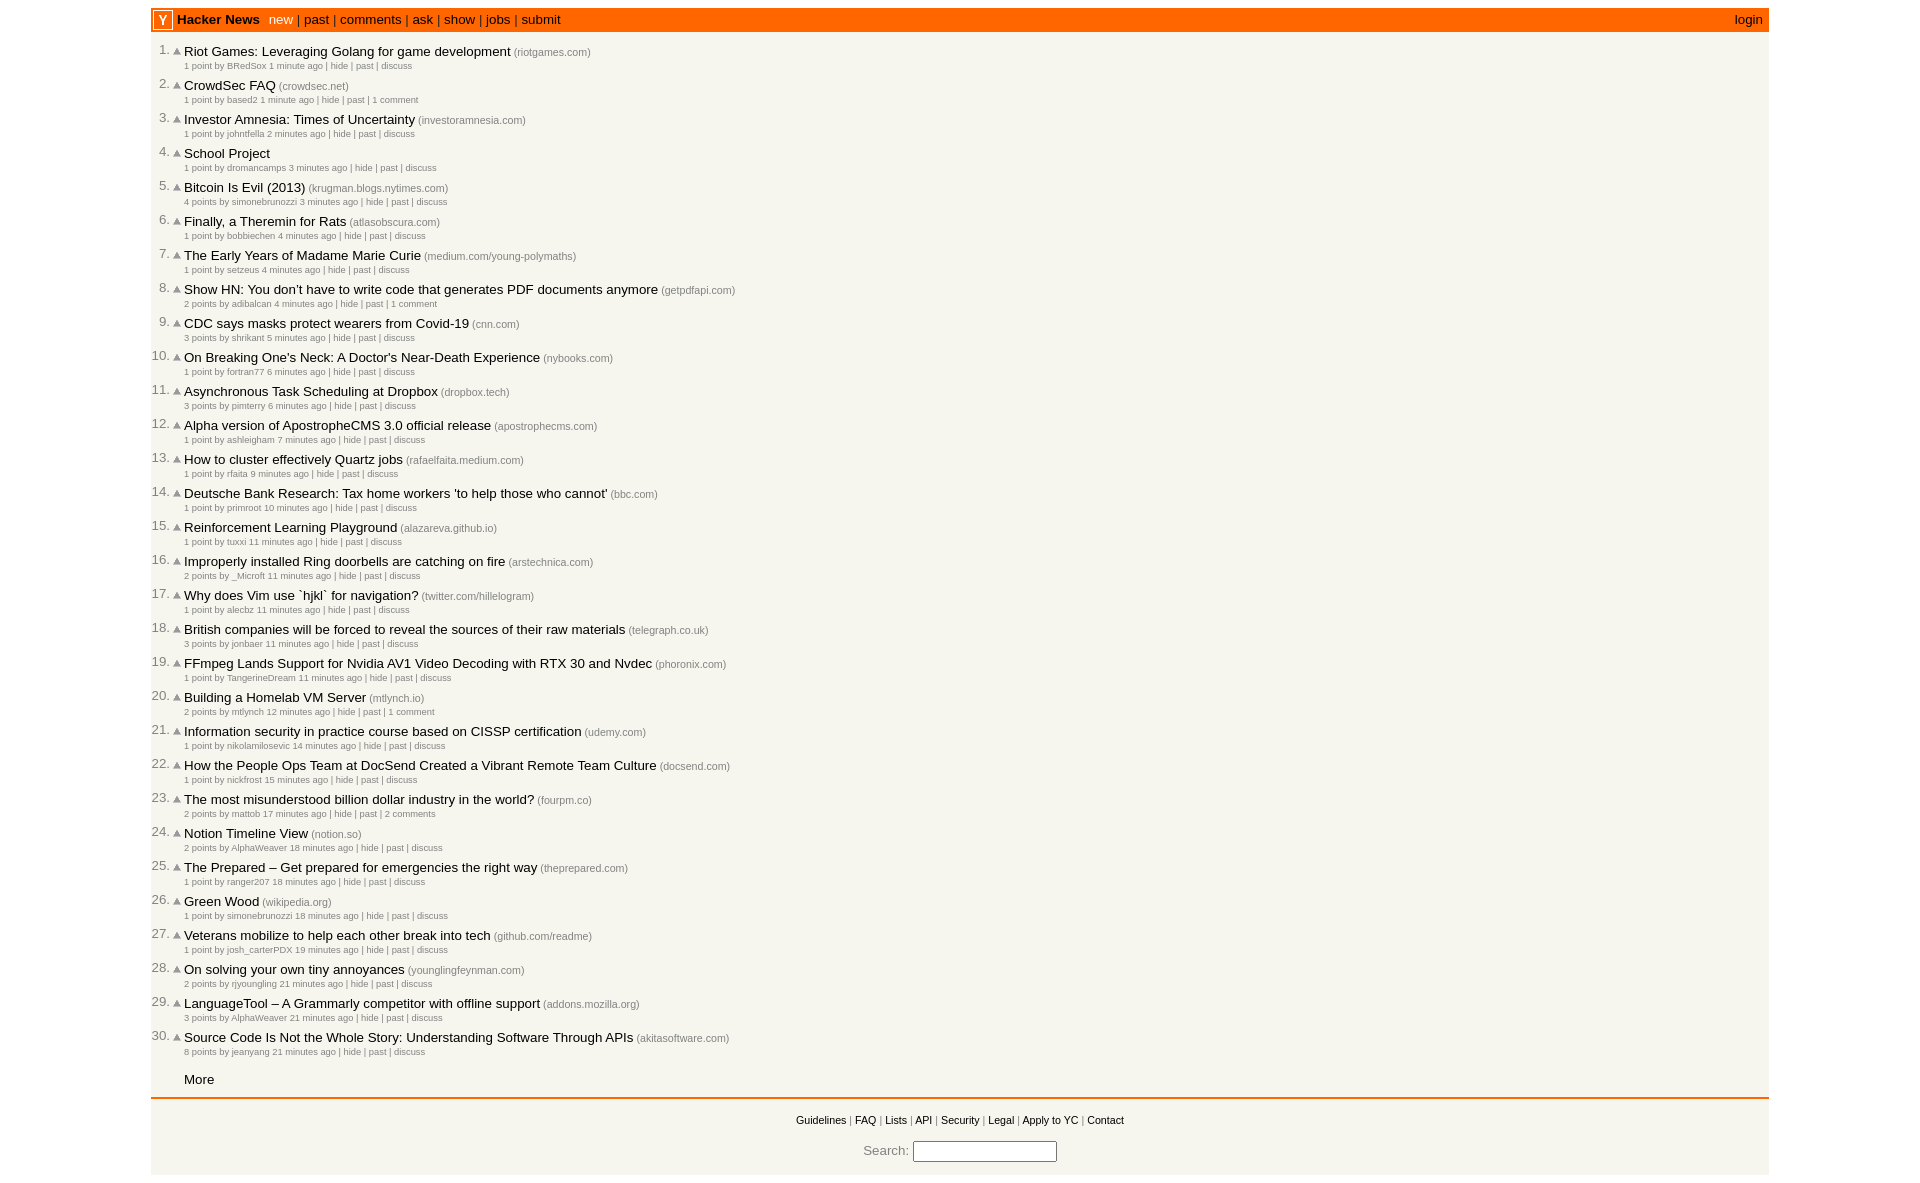 Y Hacker News new | past | comments | ask | show | jobs | submit login
1. Riot Games: Leveraging Golang for game development (riotgames.com)
1 point by BRedSox 1 minute ago | hide | past | discuss
2. CrowdSec FAQ (crowdsec.net)
1 point by based2 1 minute ago | hide | past | 1 comment
3. Investor Amnesia: Times of Uncertainty (investoramnesia.com)
1 point by johntfella 2 minutes ago | hide | past | discuss
4. School Project
1 point by dromancamps 3 minutes ago | hide | past | discuss
5. Bitcoin Is Evil (2013) (krugman.blogs.nytimes.com)
4 points by simonebrunozzi 3 minutes ago | hide | past | discuss
6. Finally, a Theremin for Rats (atlasobscura.com)
1 point by bobbiechen 4 minutes ago | hide | past | discuss
7. The Early Years of Madame Marie Curie (medium.com/young-polymaths)
1 point by setzeus 4 minutes ago | hide | past | discuss
8. Show HN: You don’t have to write code that generates PDF documents anymore (getpdfapi.com)
2 points by adibalcan 4 minutes ago | hide | past | 1 comment
9. CDC says masks protect wearers from Covid-19 (cnn.com)
3 points by shrikant 5 minutes ago | hide | past | discuss
10. On Breaking One's Neck: A Doctor's Near-Death Experience (nybooks.com)
1 point by fortran77 6 minutes ago | hide | past | discuss
11. Asynchronous Task Scheduling at Dropbox (dropbox.tech)
3 points by pimterry 6 minutes ago | hide | past | discuss
12. Alpha version of ApostropheCMS 3.0 official release (apostrophecms.com)
1 point by ashleigham 7 minutes ago | hide | past | discuss
13. How to cluster effectively Quartz jobs (rafaelfaita.medium.com)
1 point by rfaita 9 minutes ago | hide | past | discuss
14. Deutsche Bank Research: Tax home workers 'to help those who cannot' (bbc.com)
1 point by primroot 10 minutes ago | hide | past | discuss
15. Reinforcement Learning Playground (alazareva.github.io)
1 point by tuxxi 11 minutes ago | hide | past | discuss
16. Improperly installed Ring doorbells are catching on fire (arstechnica.com)
2 points by _Microft 11 minutes ago | hide | past | discuss
17. Why does Vim use `hjkl` for navigation? (twitter.com/hillelogram)
1 point by alecbz 11 minutes ago | hide | past | discuss
18. British companies will be forced to reveal the sources of their raw materials (telegraph.co.uk)
3 points by jonbaer 11 minutes ago | hide | past | discuss
19. FFmpeg Lands Support for Nvidia AV1 Video Decoding with RTX 30 and Nvdec (phoronix.com)
1 point by TangerineDream 11 minutes ago | hide | past | discuss
20. Building a Homelab VM Server (mtlynch.io)
2 points by mtlynch 12 minutes ago | hide | past | 1 comment
21. Information security in practice course based on CISSP certification (udemy.com)
1 point by nikolamilosevic 14 minutes ago | hide | past | discuss
22. How the People Ops Team at DocSend Created a Vibrant Remote Team Culture (docsend.com)
1 point by nickfrost 15 minutes ago | hide | past | discuss
23. The most misunderstood billion dollar industry in the world? (fourpm.co)
2 points by mattob 17 minutes ago | hide | past | 2 comments
24. Notion Timeline View (notion.so)
2 points by AlphaWeaver 18 minutes ago | hide | past | discuss
25. The Prepared – Get prepared for emergencies the right way (theprepared.com)
1 point by ranger207 18 minutes ago | hide | past | discuss
26. Green Wood (wikipedia.org)
1 point by simonebrunozzi 18 minutes ago | hide | past | discuss
27. Veterans mobilize to help each other break into tech (github.com/readme)
1 point by josh_carterPDX 19 minutes ago | hide | past | discuss
28. On solving your own tiny annoyances (younglingfeynman.com)
2 points by rjyoungling 21 minutes ago | hide | past | discuss
29. LanguageTool – A Grammarly competitor with offline support (addons.mozilla.org)
3 points by AlphaWeaver 21 minutes ago | hide | past | discuss
30. Source Code Is Not the Whole Story: Understanding Software Through APIs (akitasoftware.com)
8 points by jeanyang 21 minutes ago | hide | past | discuss
More
Guidelines | FAQ | Lists | API | Security | Legal | Apply to YC | Contact
Search: